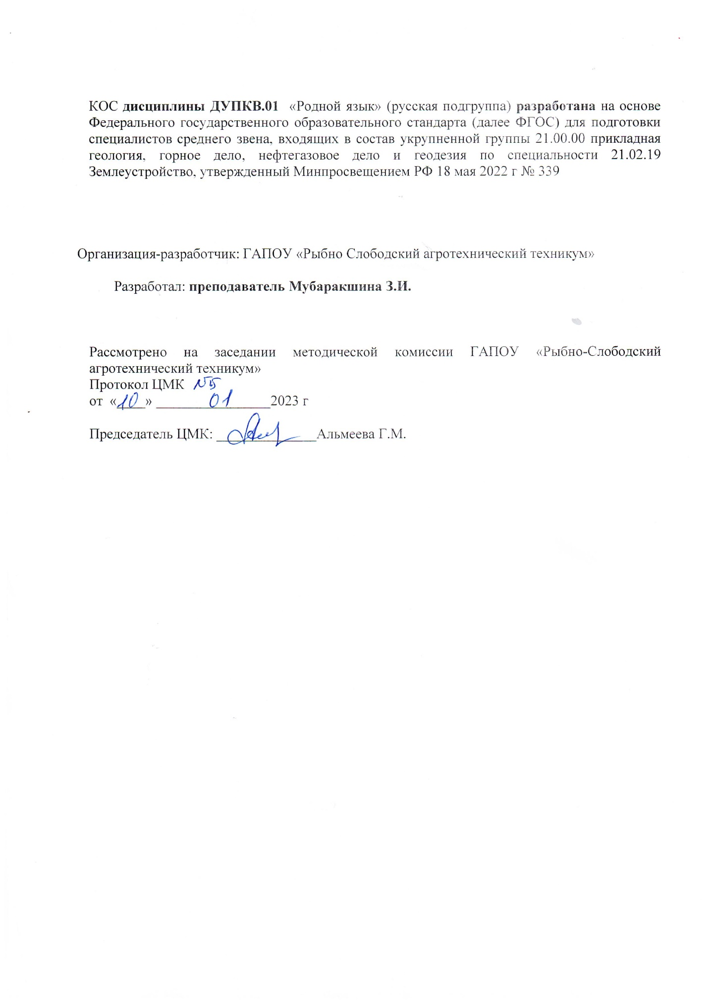 КОС дисциплины ДУПКВ.01 «Родной язык» (русская подгруппа) разработана на основе
Федерального государственного образовательного стандарта (далее ФГОС) для подготовки
специалистов среднего звена, входящих в состав укрупненной группы 21.00.00 прикладная
геология, горное дело, нефтегазовое дело и геодезия по специальности 21.02.19
Землеустройство, утвержденный Минпросвещением РФ 18 мая 2022 г № 339
Организация-разработчик: ГАПОУ «Рыбно Слободский агротехнический техникум»
Разработал: преподаватель Мубаракшина З.И.
Рассмотрено на заседании методической комиссии ГАПОУ «Рыбно-Слободский
агротехнический техникум»
Протокол ЦМК №5
от «10» 01 2023 г
Председатель ЦМК: Альмеева Г.М.